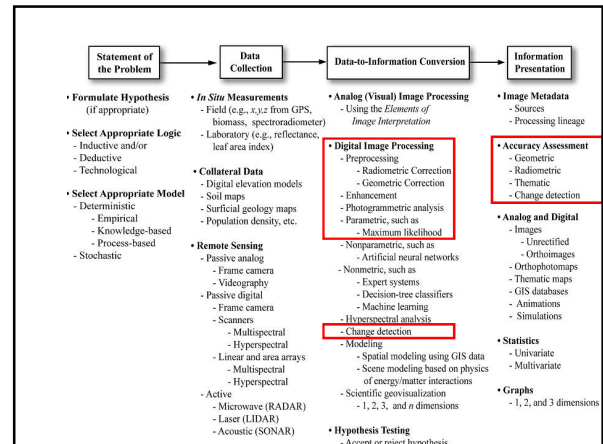 Statement of
the Problem
Data
Collection
Data-to-Information Conversion
Information
Presentation
• Formulate Hypothesis
(if appropriate)
• Select Appropriate Logic
- Inductive and/or
- Deductive
- Technological
• Select Appropriate Model
- Deterministic
- Empirical
- Knowledge-based
- Process-based
- Stochastic
• In Situ Measurements
- Field (e.g., x,y,z from GPS,
biomass, spectroradiometer)
- Laboratory (e.g., reflectance,
leaf area index)
• Collateral Data
- Digital elevation models
- Soil maps
- Surficial geology maps
- Population density, etc.
• Remote Sensing
- Passive analog
- Frame camera
- Videography
- Passive digital
- Frame camera
- Scanners
- Multispectral
- Hyperspectral
- Linear and area arrays
- Multispectral
- Hyperspectral
- Active
- Microwave (RADAR)
- Laser (LIDAR)
- Acoustic (SONAR)
• Analog (Visual) Image Processing
- Using the Elements of
Image Interpretation
• Digital Image Processing
- Preprocessing
- Radiometric Correction
- Geometric Correction
- Enhancement
- Photogrammetric analysis
- Parametric, such as
- Maximum likelihood
- Nonparametric, such as
- Artificial neural networks
- Nonmetric, such as
- Expert systems
- Decision-tree classifiers
- Machine learning
- Hyperspectral analysis
- Change detection
- Modeling
- Spatial modeling using GIS data
- Scene modeling based on physics
of energy/matter interactions
- Scientific geovisualization
- 1, 2, 3, and n dimensions
• Hypothesis Testing
- Accept or reject hypothesis
• Image Metadata
- Sources
- Processing lineage
• Accuracy Assessment
- Geometric
- Radiometric
- Thematic
- Change detection
• Analog and Digital
- Images
- Unrectified
- Orthoimages
- Orthophotomaps
- Thematic maps
- GIS databases
- Animations
- Simulations
• Statistics
- Univariate
- Multivariate
• Graphs
- 1, 2, and 3 dimensions